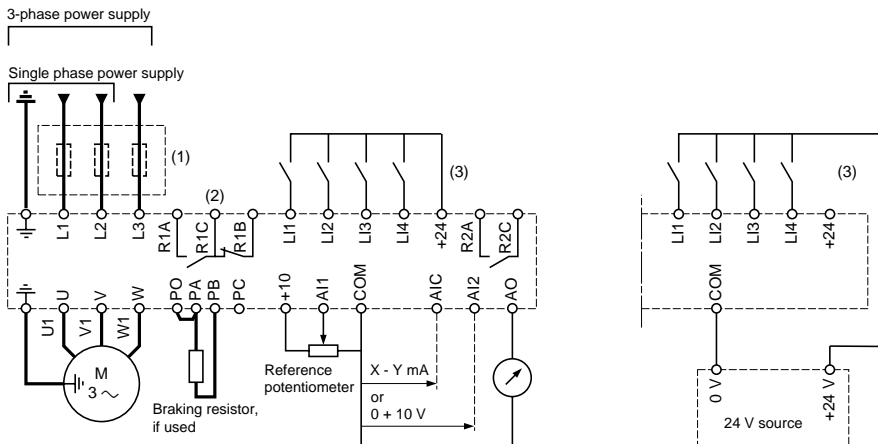 3-phase power supply
Single phase power supply
(1)
(2)
(3)
(3)
L1
L2
L3
R1A
R1C
R1B
LI1
LI2
LI3
LI4
+24
R2A
R2C
LI1
LI2
LI3
LI4
+24
U
V
W
PO
PA
PB
PC
+10
AI1
COM
AIC
AI2
AO
COM
U1
V1
W1
M
3
Reference
potentiometer
X - Y mA
or
0 + 10 V
Braking resistor,
if used
0 V
+24 V
24 V source